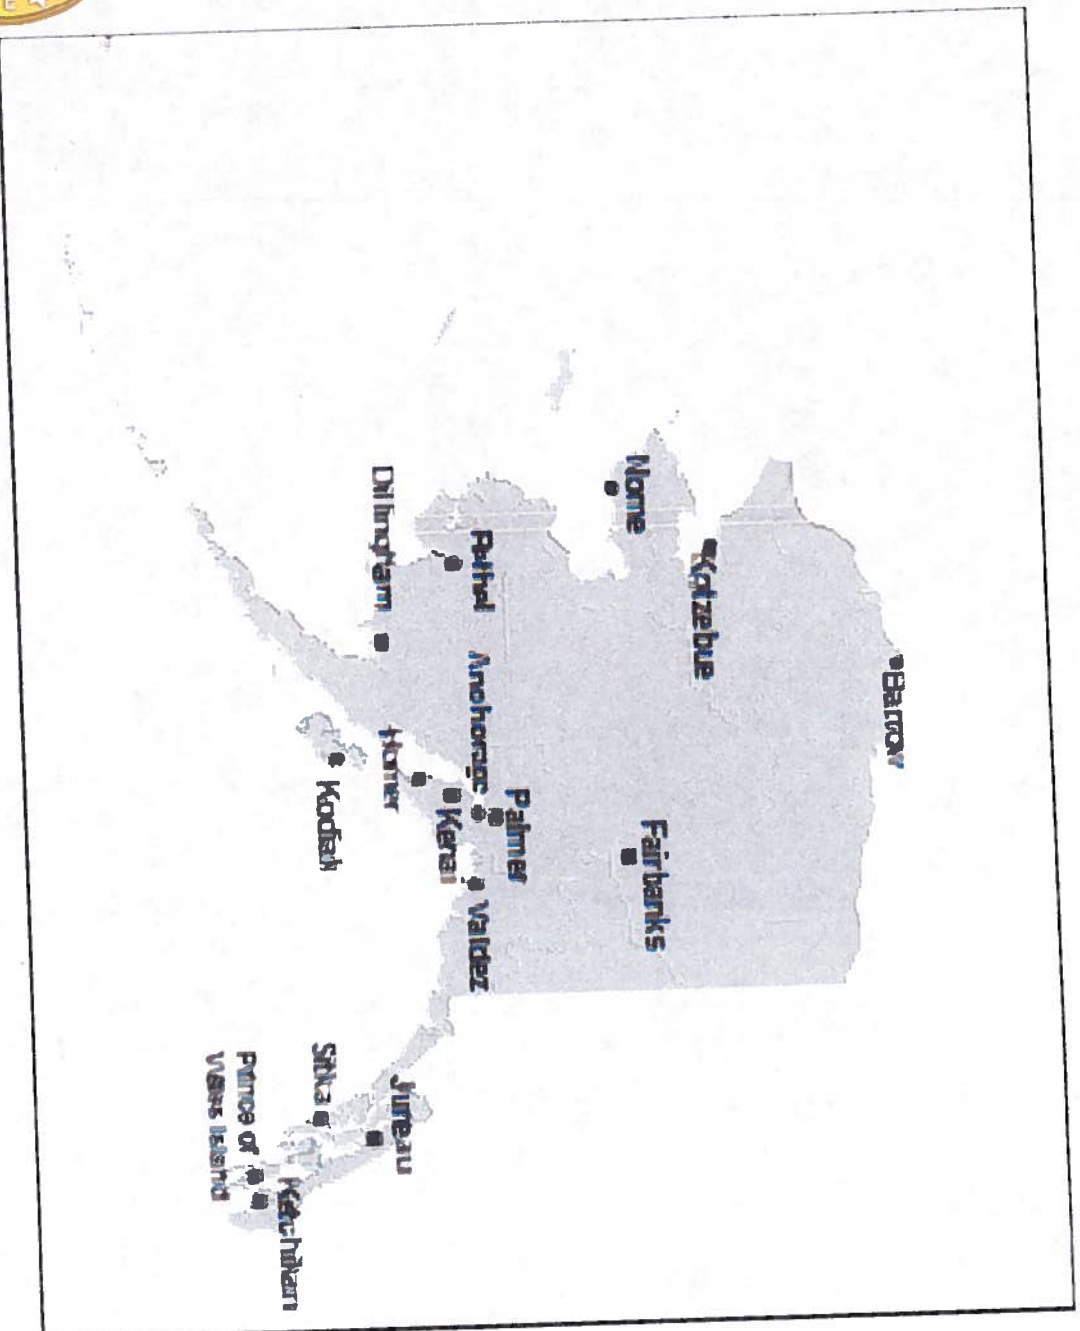 Barrow
Kotzebue
Nome
Fairbanks
Palmer
Bethel
Anchorage
Valdez
Kenai
Dillingham
Homer
Juneau
Kodiak
Sitka
Ketchikan
Prince of
Wales Island